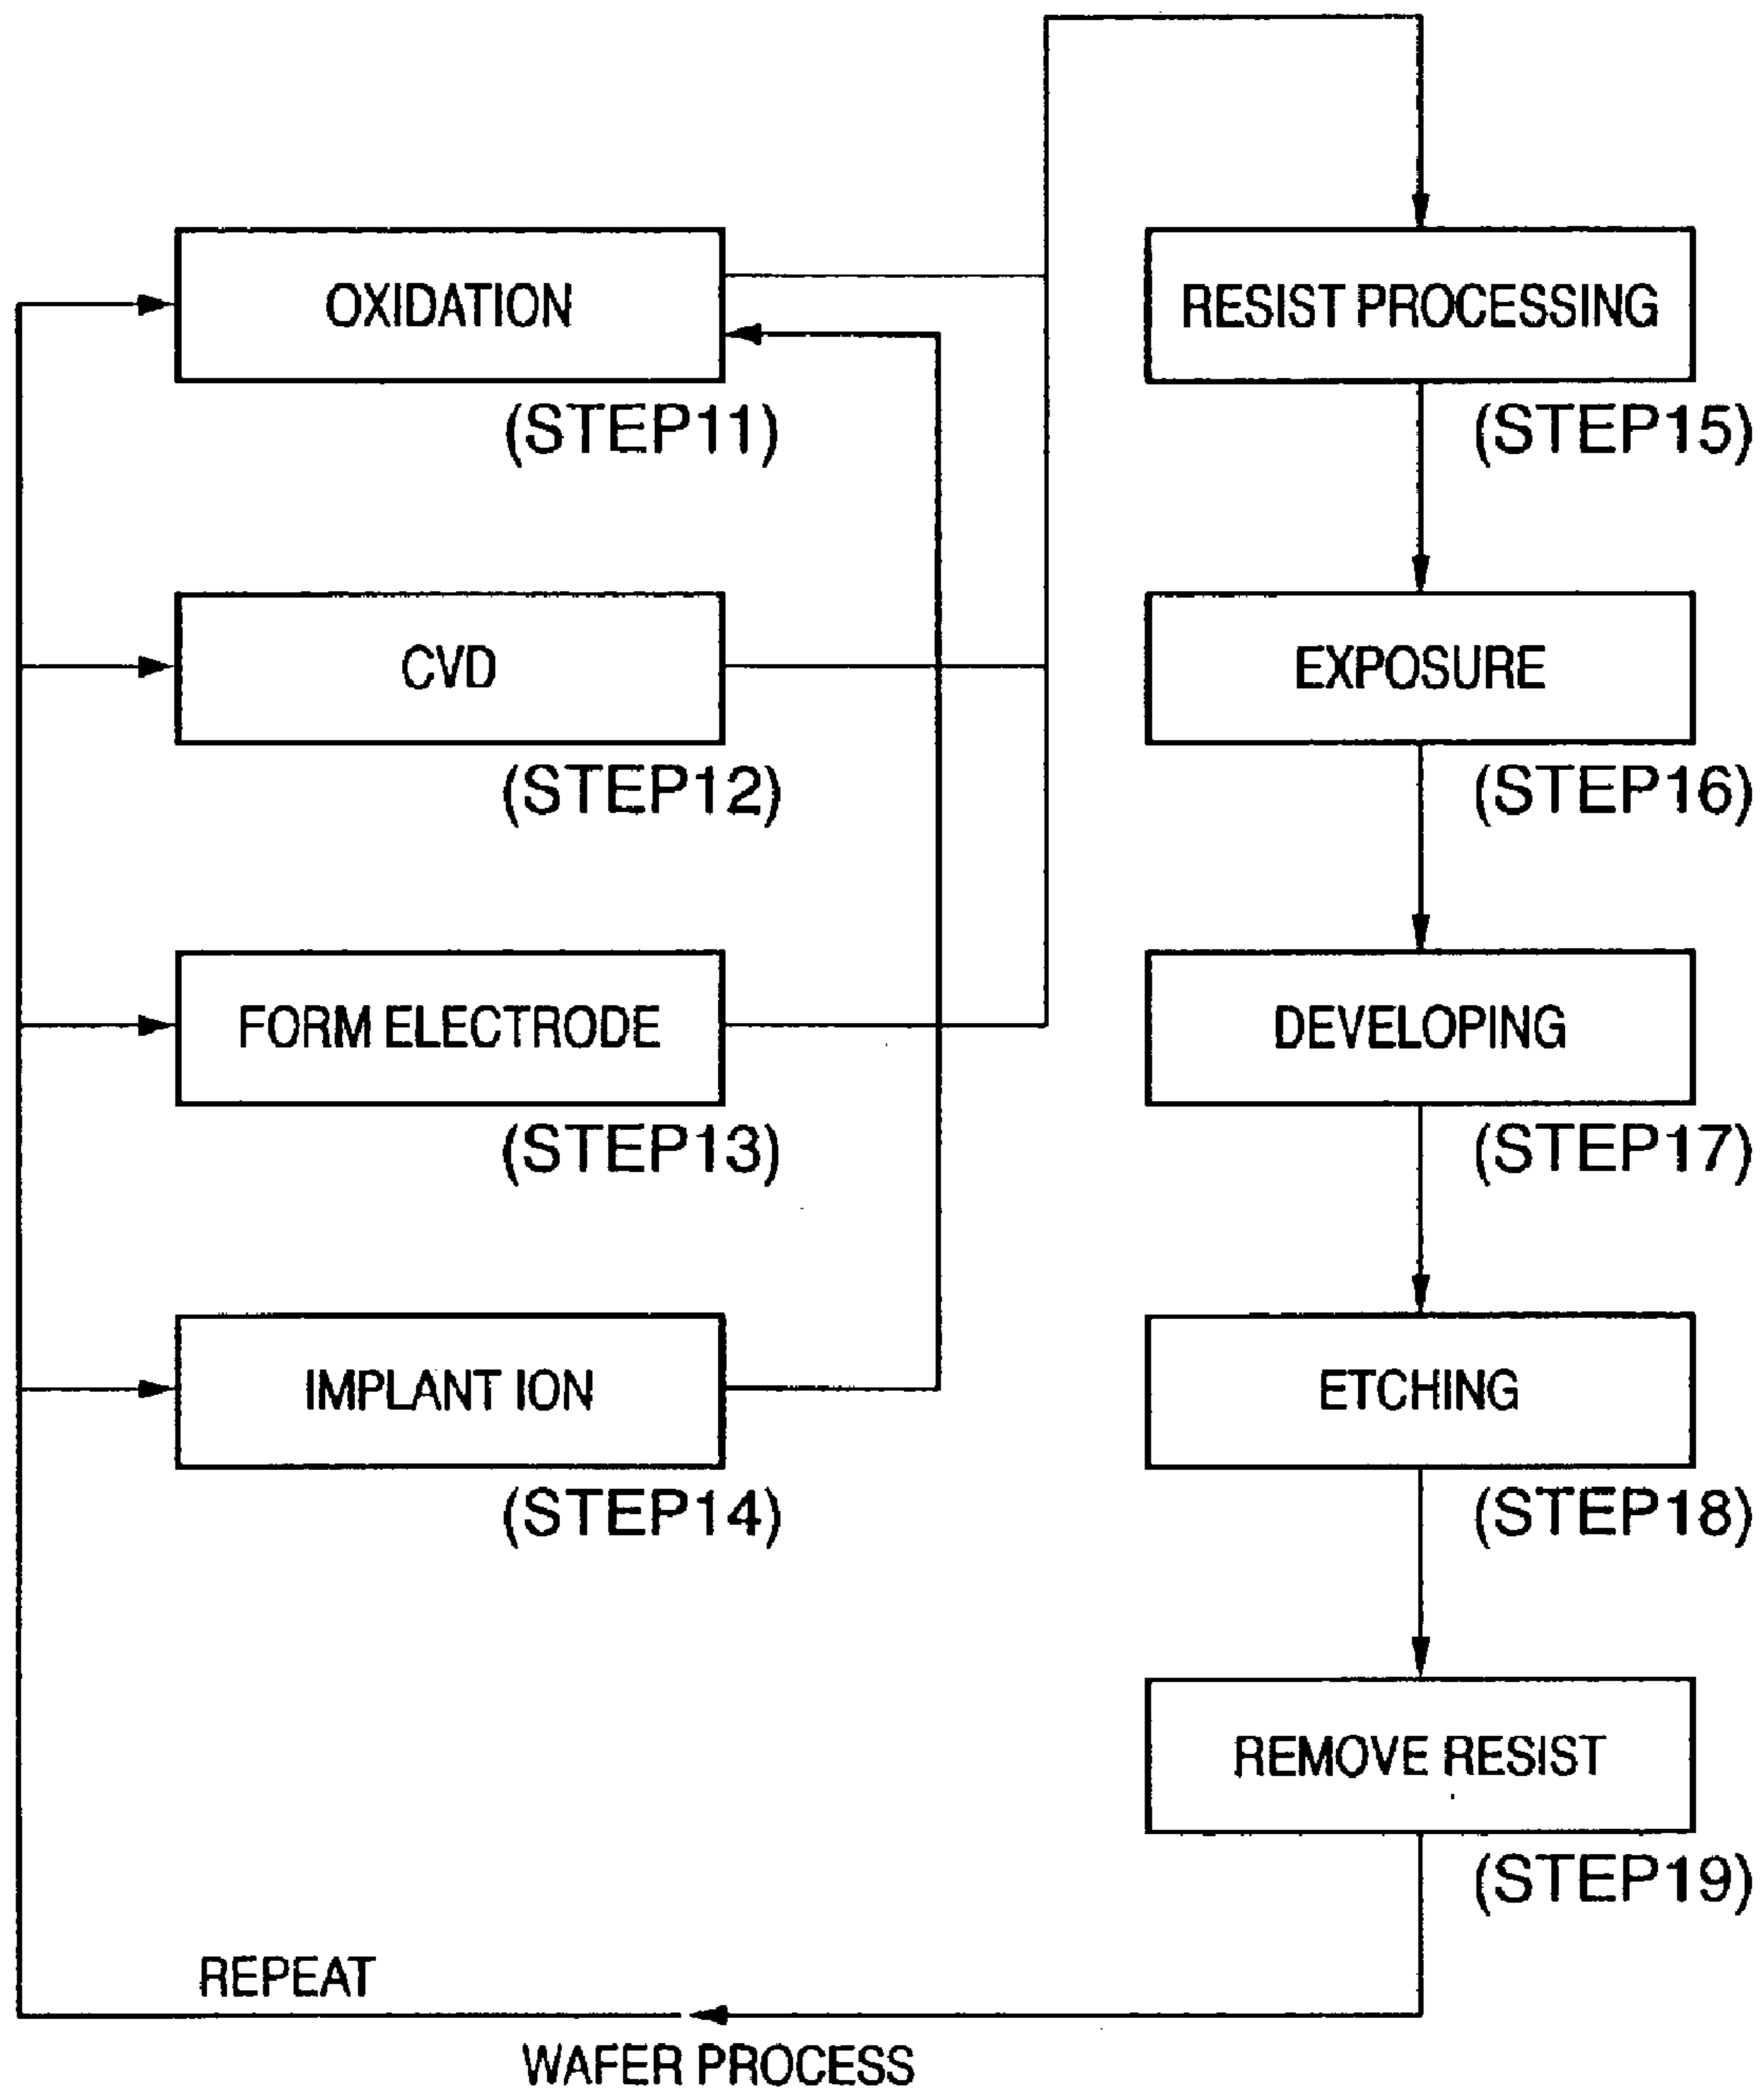 OXIDATION
(STEP11)
CVD
(STEP12)
FORM ELECTRODE
(STEP13)
IMPLANT ION
(STEP14)
RESIST PROCESSING
(STEP15)
EXPOSURE
(STEP16)
DEVELOPING
(STEP17)
ETCHING
(STEP18)
REMOVE RESIST
(STEP19)
REPEAT
WAFER PROCESS